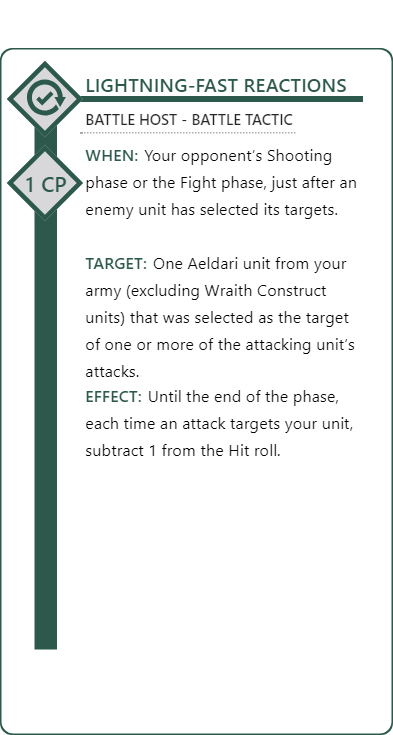 LIGHTNING-FAST REACTIONS
BATTLE HOST - BATTLE TACTIC
WHEN: Your opponent's Shooting
1 CP
phase or the Fight phase, just after an
enemy unit has selected its targets.
TARGET: One Aeldari unit from your
army (excluding Wraith Construct
units) that was selected as the target
of one or more of the attacking unit's
attacks.
EFFECT: Until the end of the phase,
each time an attack targets your unit,
subtract 1 from the Hit roll.